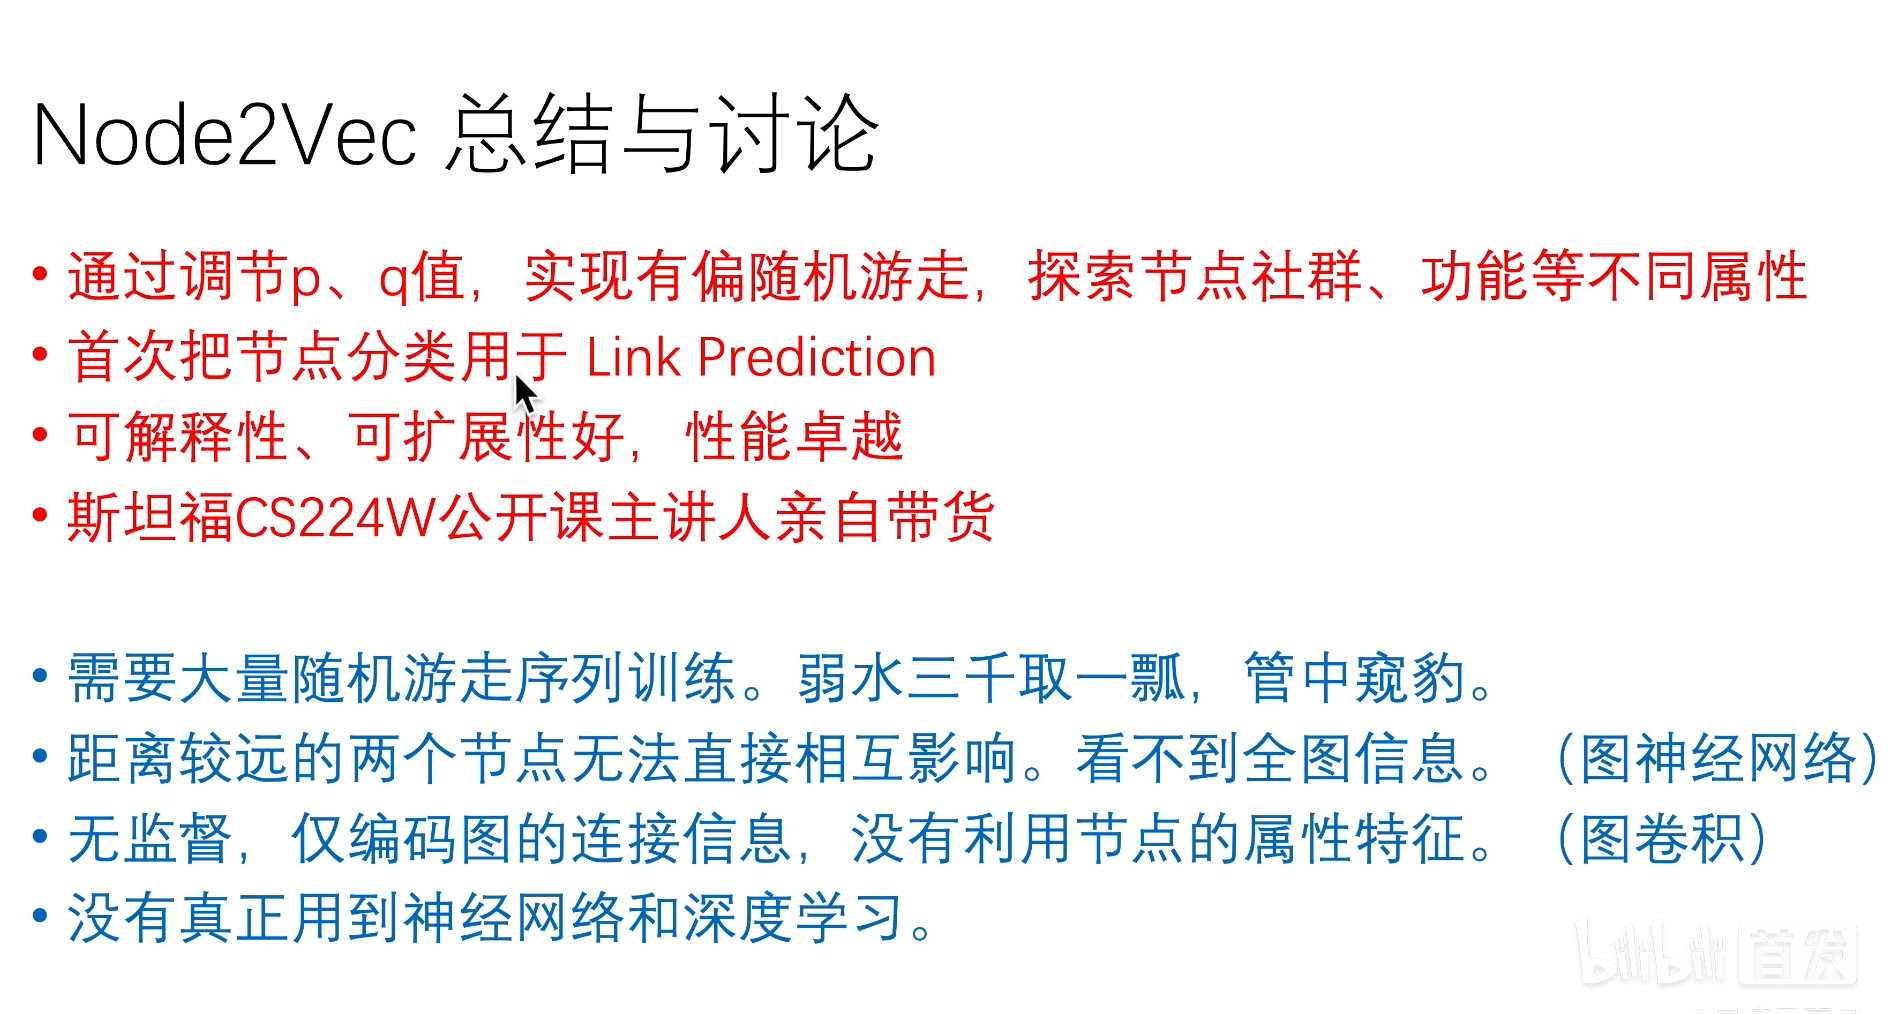 Node2Vec 总结与讨论
• 通过调节p、q值，实现有偏随机游走，探索节点社群、功能等不同属性
• 首次把节点分类用于 Link Prediction
• 可解释性、可扩展性好，性能卓越
• 斯坦福CS224W公开课主讲人亲自带货
• 需要大量随机游走序列训练。弱水三千取一瓢，管中窥豹。
• 距离较远的两个节点无法直接相互影响。看不到全图信息。（图神经网络）
• 无监督，仅编码图的连接信息，没有利用节点的属性特征。（图卷积）
• 没有真正用到神经网络和深度学习。
bilibili 首发